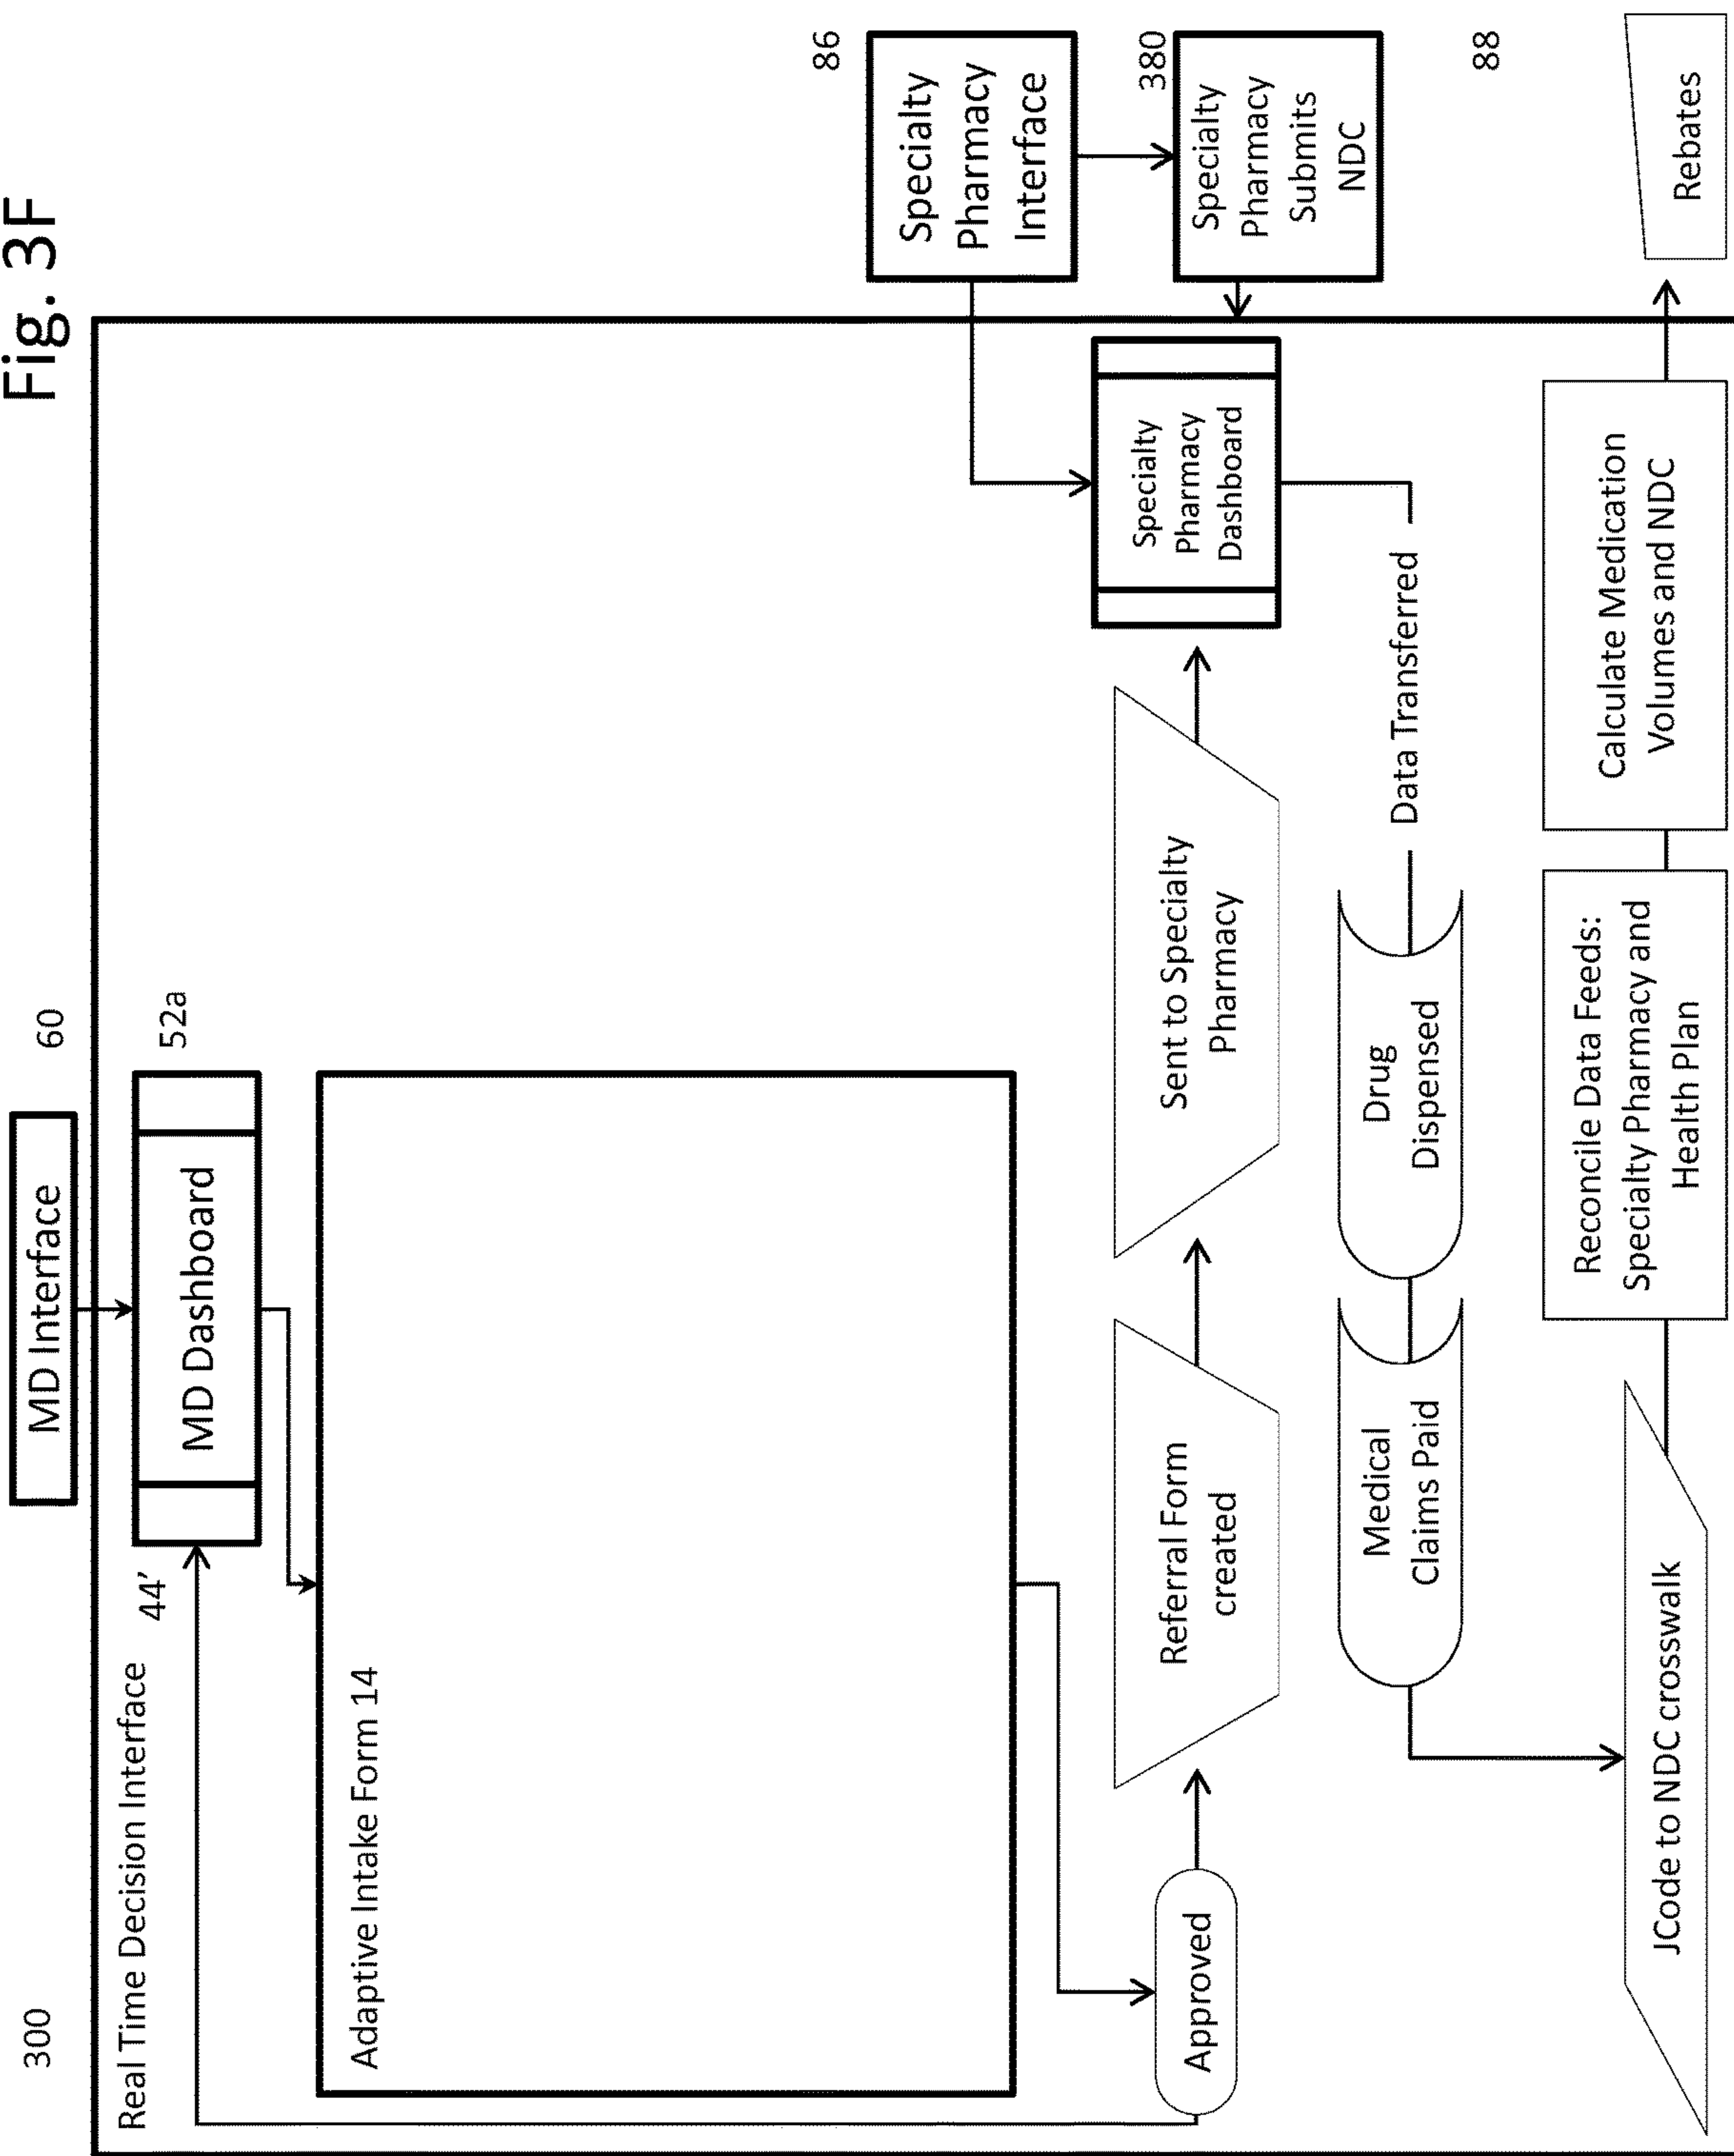 Fig. 3F
300
MD Interface
60
Real Time Decision Interface
44’
MD Dashboard
52a
Adaptive Intake Form 14
86
Specialty
Pharmacy
Interface
380
Specialty
Pharmacy
Submits
NDC
Approved
Referral Form
created
Sent to Specialty
Pharmacy
Specialty
Pharmacy
Dashboard
Medical
Claims Paid
Drug
Dispensed
Data Transferred
88
JCode to NDC crosswalk
Reconcile Data Feeds:
Specialty Pharmacy and
Health Plan
Calculate Medication
Volumes and NDC
Rebates